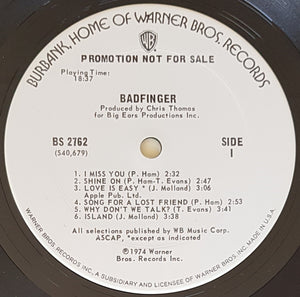 BURBANK, HOME OF WARNER BROS. RECORDS
WB
PROMOTION NOT FOR SALE
Playing Time:
18:37
BADFINGER
Produced by Chris Thomas
for Big Ears Productions Inc.
BS 2762
(S40,679)
SIDE
1
1. I MISS YOU (P. Ham) 2:32
2. SHINE ON (P. Ham-T. Evans) 2:44
3. LOVE IS EASY * (J. Molland) 3:06
Apple Pub. Ltd.
4. SONG FOR A LOST FRIEND (P. Ham) 2:53
5. WHY DON'T WE TALK? (T. Evans) 3:41
6. ISLAND (J. Molland) 3:38
All selections published by WB Music Corp.
ASCAP, *except as indicated
℗ 1974 Warner
Bros. Records Inc.
WARNER BROS. RECORDS INC., A SUBSIDIARY AND LICENSEE OF WARNER BROS. INC. MADE IN U.S.A.